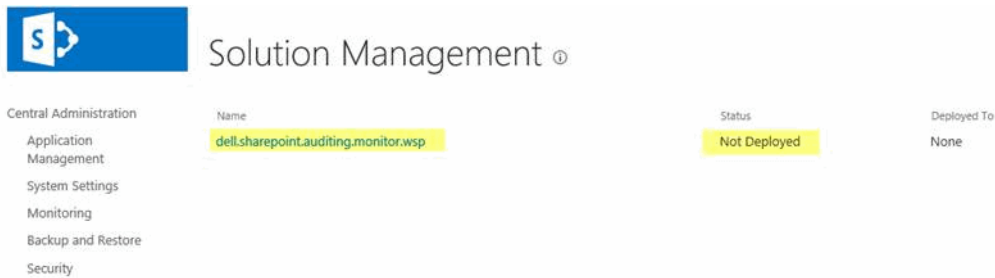 S
Solution Management
Central Administration
Application
Management
System Settings
Monitoring
Backup and Restore
Security
Name
Status
Deployed To
dell.sharepoint.auditing.monitor.wsp
Not Deployed
None